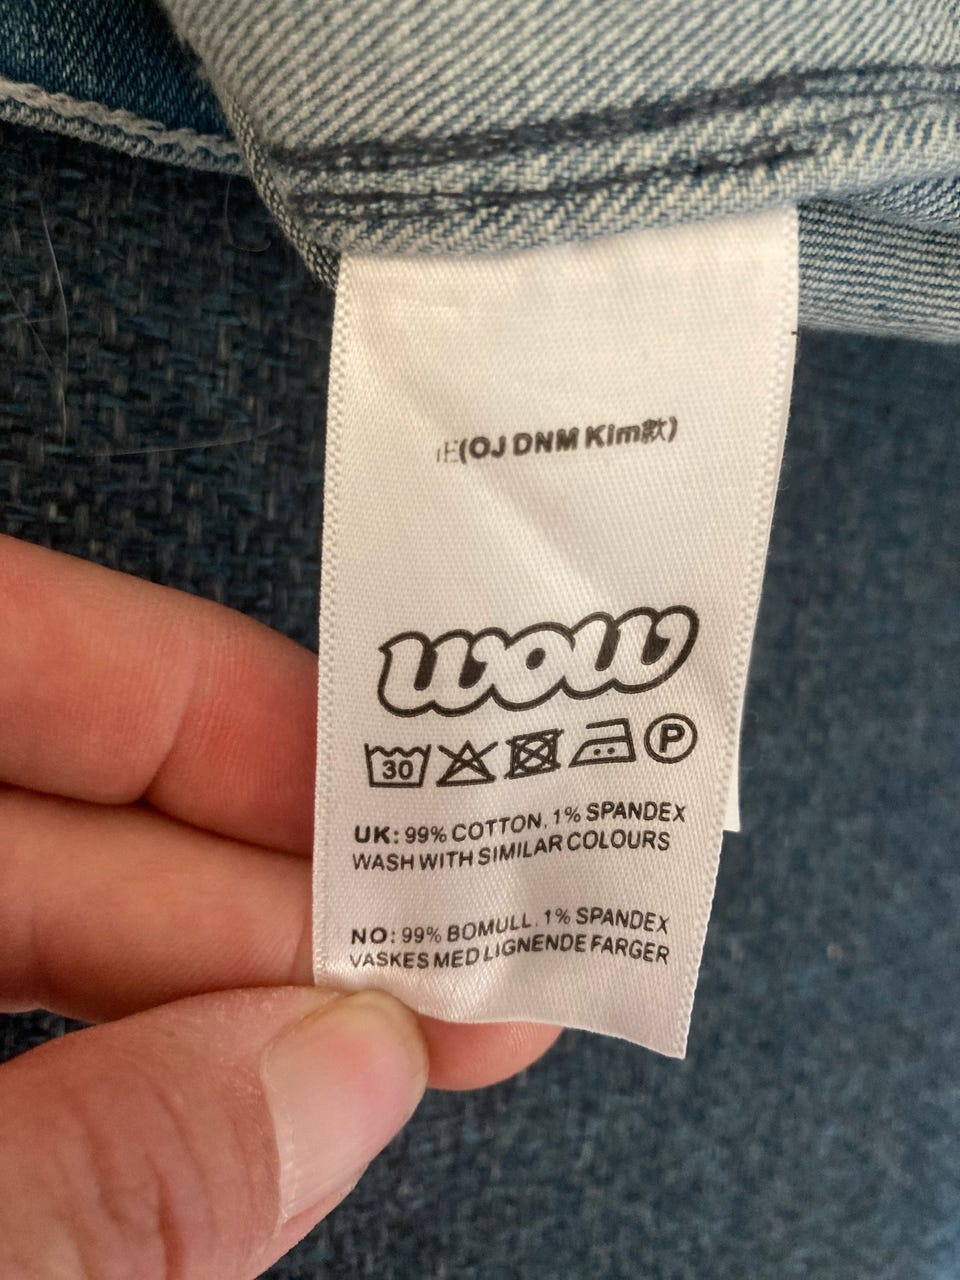 (OJ DNM Kim款)
wow
30
P
UK: 99% COTTON. 1% SPANDEX
WASH WITH SIMILAR COLOURS
NO: 99% BOMULL. 1% SPANDEX
VASKES MED LIGNENDE FARGER